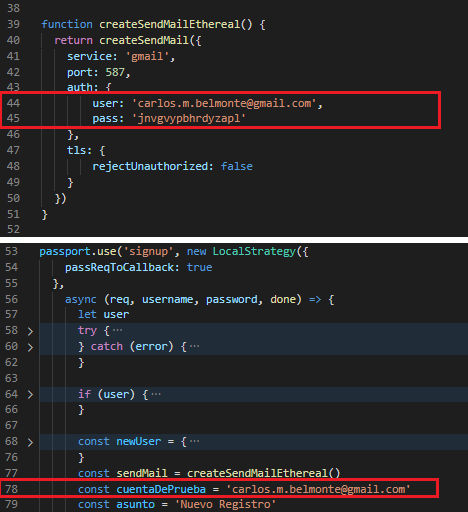 38
39 function createSendMailEthereal() {
40 return createSendMail({
41 service: 'gmail',
42 port: 587,
43 auth: {
44 user: 'carlos.m.belmonte@gmail.com',
45 pass: 'jnvgvypbhrdyzapl'
46 },
47 tls: {
48 rejectUnauthorized: false
49 }
50 })
51 }
52
53 passport.use('signup', new LocalStrategy({
54 passReqToCallback: true
55 },
56 async (req, username, password, done) => {
57 let user
58 > try {···
60 > } catch (error) {···
62 }
63
64 > if (user) {···
66 }
67
68 > const newUser = {···
76 }
77 const sendMail = createSendMailEthereal()
78 const cuentaDePrueba = 'carlos.m.belmonte@gmail.com'
79 const asunto = 'Nuevo Registro'